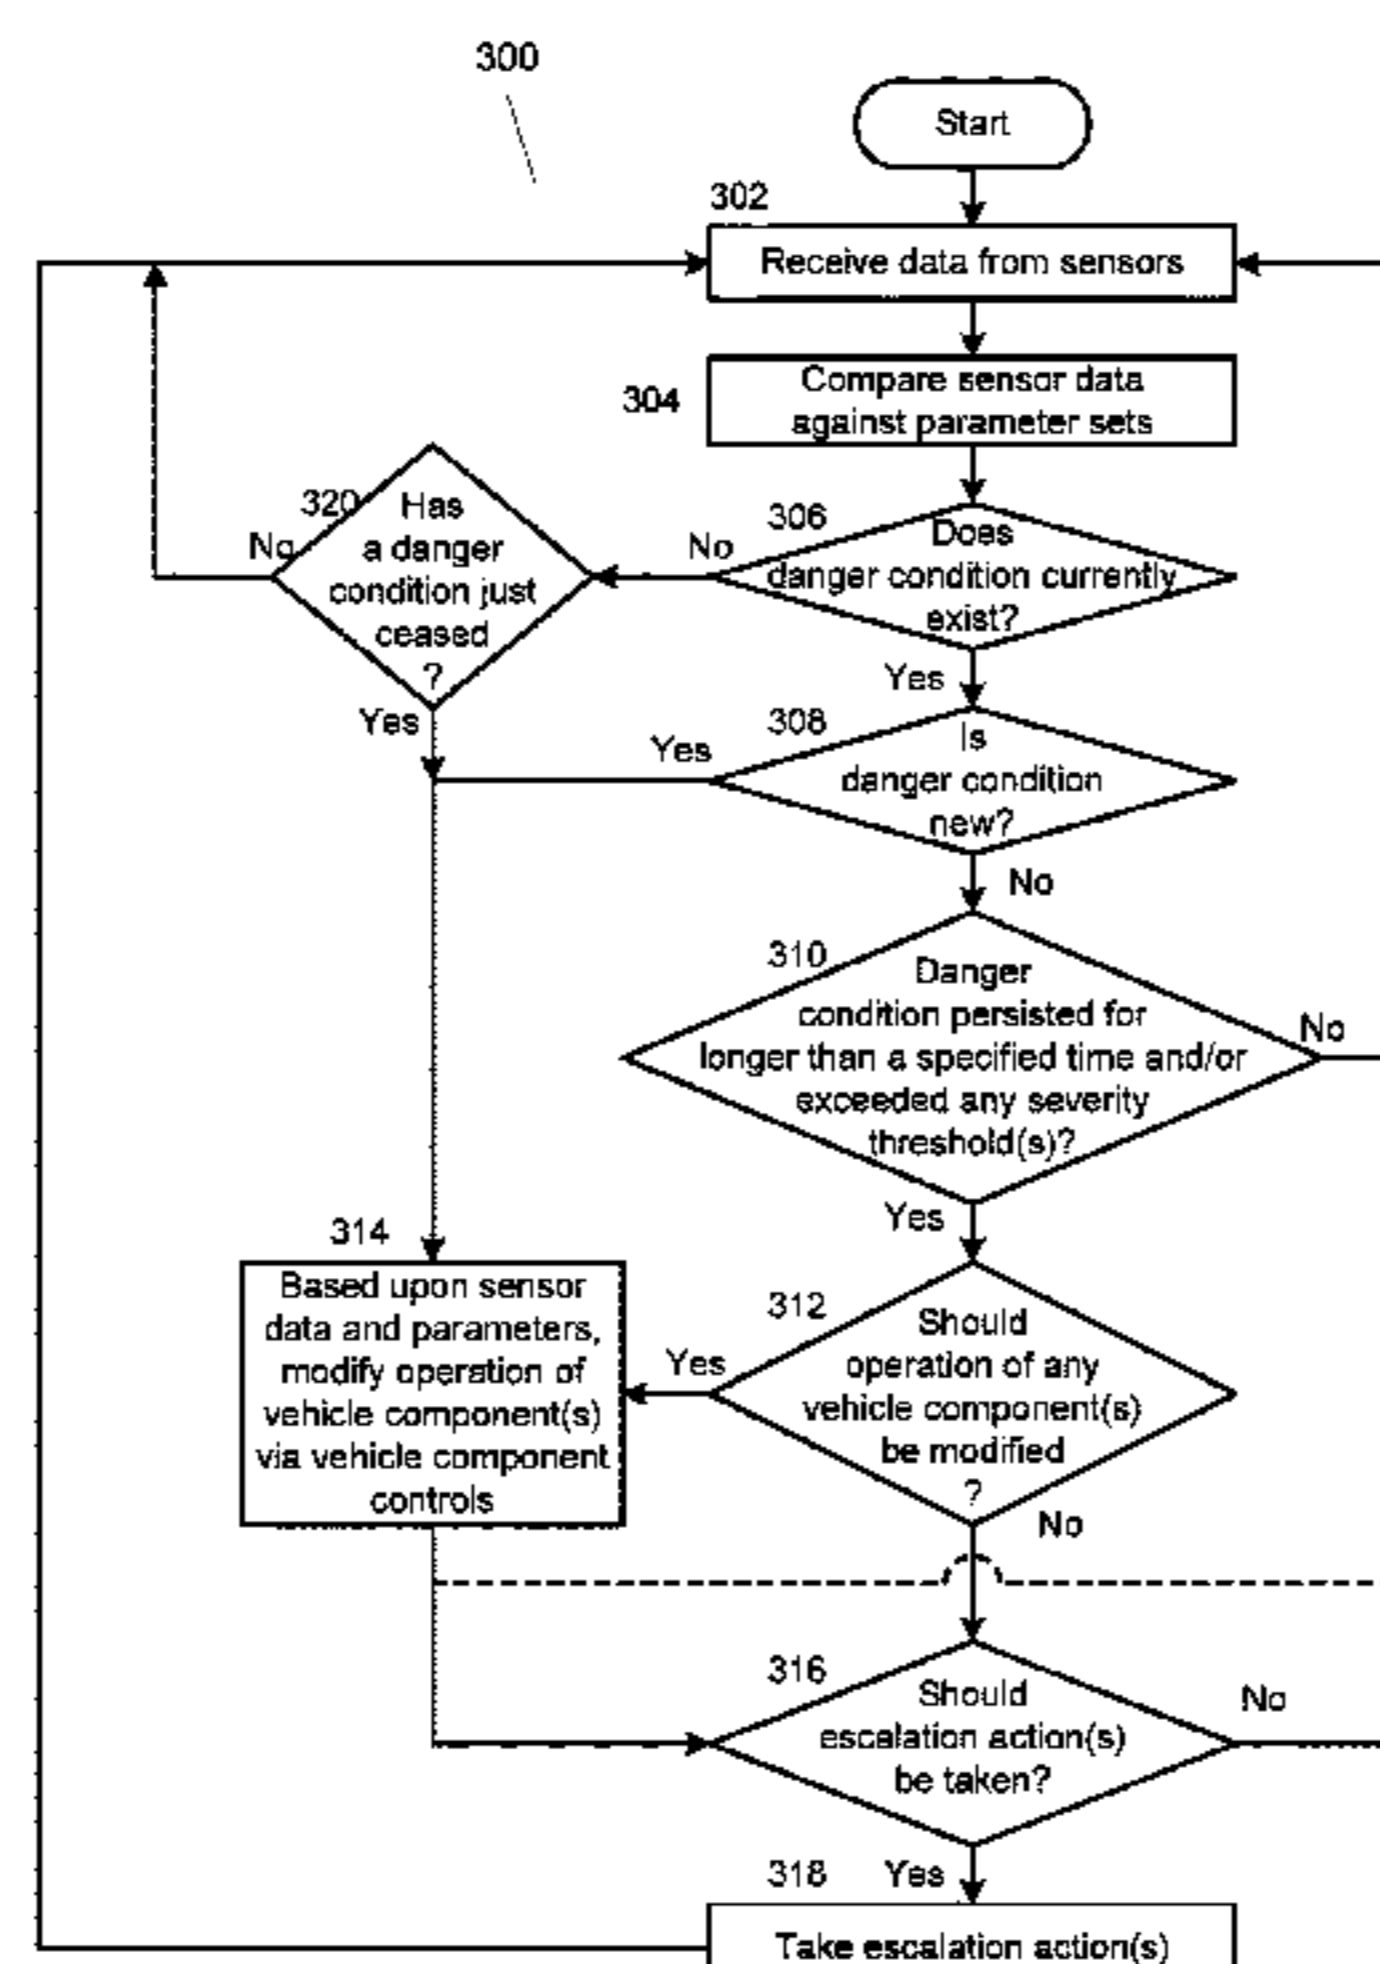 300
Start
302
Receive data from sensors
304
Compare sensor data
against parameter sets
306
Does
danger condition currently
exist?
No
Yes
320
Has
a danger
condition just
ceased
?
No
Yes
308
Is
danger condition
new?
Yes
No
310
Danger
condition persisted for
longer than a specified time and/or
exceeded any severity
threshold(s)?
No
Yes
312
Should
operation of any
vehicle component(s)
be modified
?
Yes
No
314
Based upon sensor
data and parameters,
modify operation of
vehicle component(s)
via vehicle component
controls
316
Should
escalation action(s)
be taken?
No
Yes
318
Take escalation action(s)